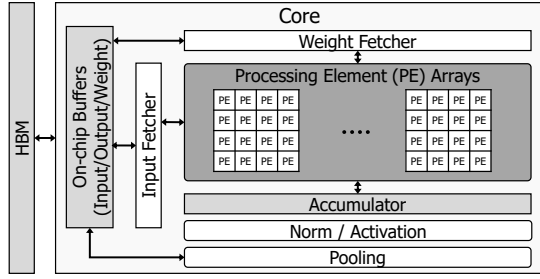 Core
HBM
On-chip Buffers
(Input/Output/Weight)
Weight Fetcher
Input Fetcher
Processing Element (PE) Arrays
PE PE PE PE PE PE PE PE
PE PE PE PE PE PE PE PE
PE PE PE PE .... PE PE PE PE
PE PE PE PE PE PE PE PE
Accumulator
Norm / Activation
Pooling